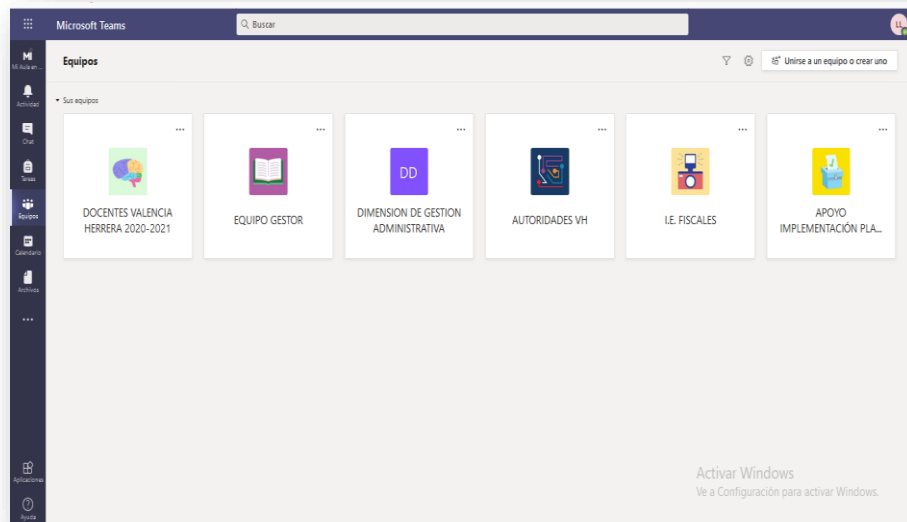 Microsoft Teams
Buscar
LL
Mi Aula en ...
Equipos
Unirse a un equipo o crear uno
Actividad
Sus equipos
Chat
Tareas
Equipos
Calendario
Archivos
DOCENTES VALENCIA
HERRERA 2020-2021
EQUIPO GESTOR
DD
DIMENSION DE GESTION
ADMINISTRATIVA
AUTORIDADES VH
I.E. FISCALES
APOYO
IMPLEMENTACIÓN PLA...
Aplicaciones
Ayuda
Activar Windows
Ve a Configuración para activar Windows.